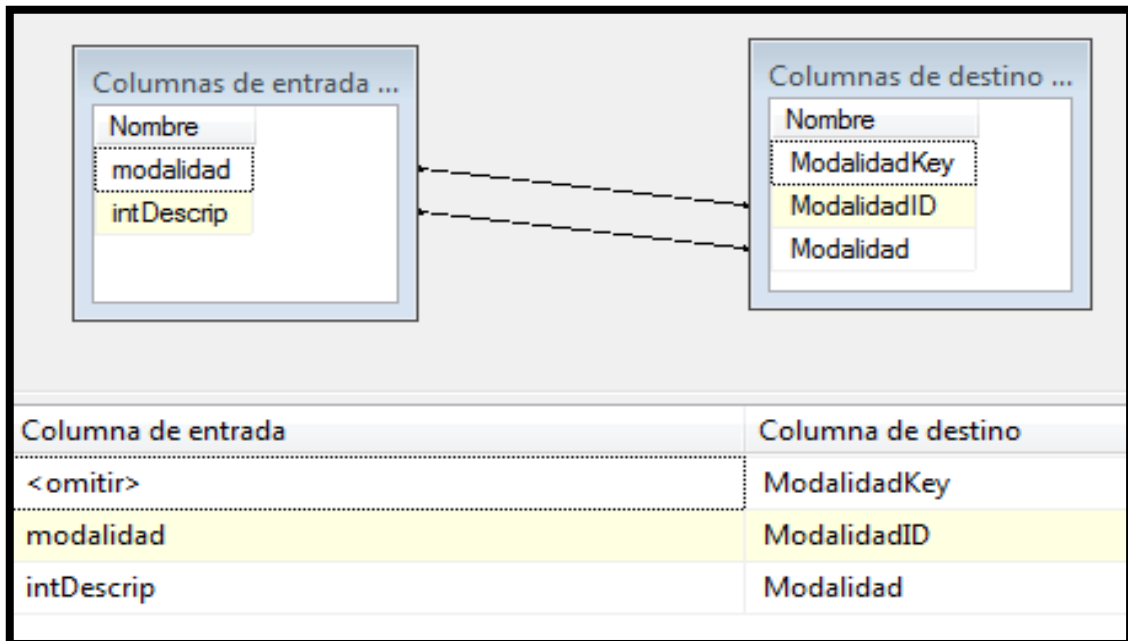 Columnas de entrada ...
Nombre
modalidad
intDescrip
Columnas de destino ...
Nombre
ModalidadKey
ModalidadID
Modalidad
Columna de entrada Columna de destino
<omitir> ModalidadKey
modalidad ModalidadID
intDescrip Modalidad